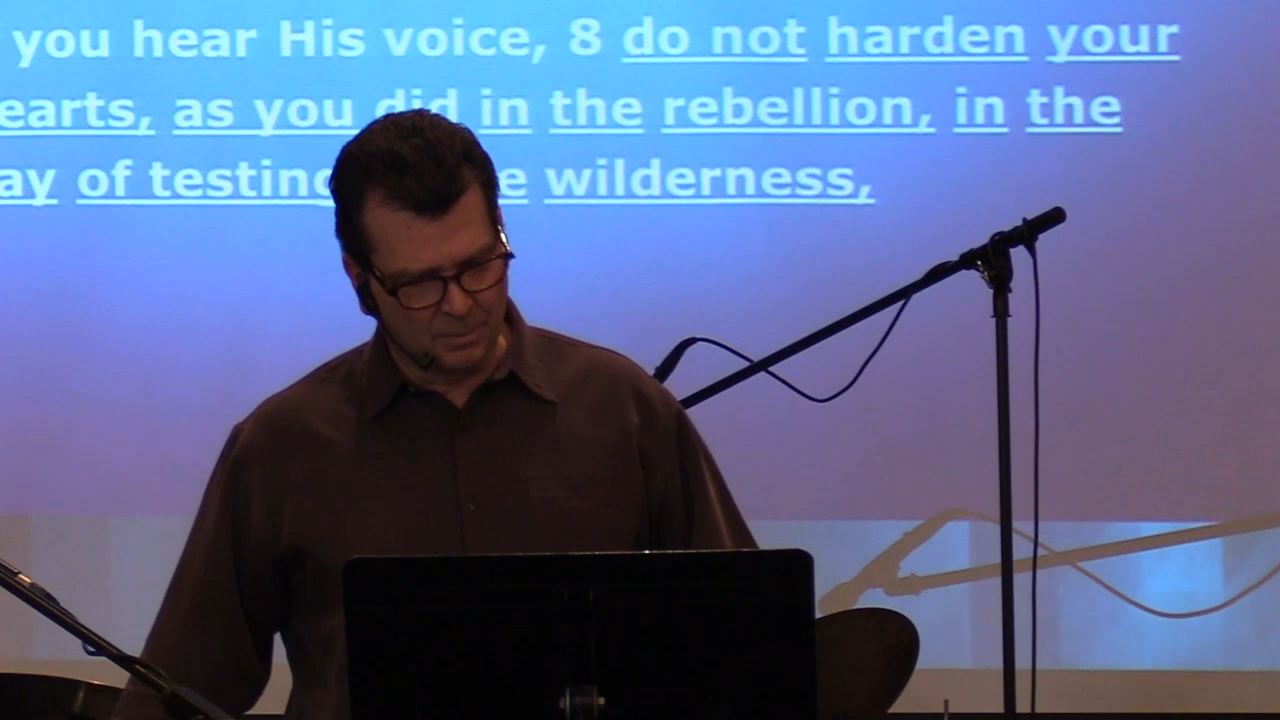 you hear His voice, 8 do not harden your
earts, as you did in the rebellion, in the
ay of testing e wilderness,